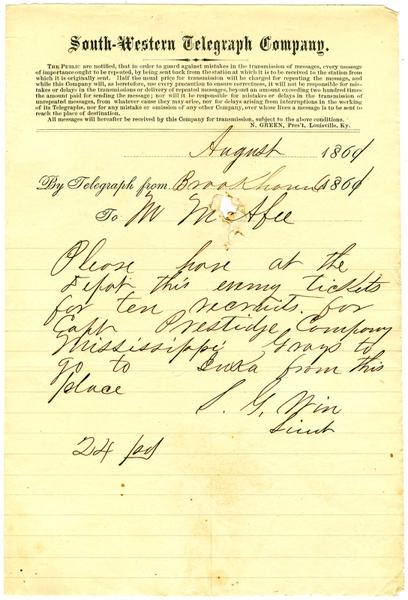 South-Western Telegraph Company.
THE PUBLIC are notified, that in order to guard against mistakes in the transmission of messages, every message
of importance ought to be repeated, by being sent back from the station at which it is to be received to the station from
which it is originally sent. Half the usual price for transmission will be charged for repeating the message, and
while this Company will, as heretofore, use every precaution to ensure correctness, it will not be responsible for mis-
takes or delays in the transmission or delivery of repeated messages, beyond an amount exceeding two hundred times
the amount paid for sending the message; nor will it be responsible for mistakes or delays in the transmission of
unrepeated messages, from whatever cause they may arise, nor for delays arising from interruptions in the working
of its Telegraphs, nor for any mistake or omission of any other Company, over whose lines a message is to be sent to
reach the place of destination.
All messages will hereafter be received by this Company for transmission, subject to the above conditions.
N. GREEN, Pres't, Louisville, Ky.
August 1861
By Telegraph from Brookhaven 1861
To M McAfee
Please have at the
Depot this evening tickets
for ten recruits for
Capt Prestidge Company
Mississippi Grays to
go to Iuka from this
place
S. G. Win
Lieut
24 pd